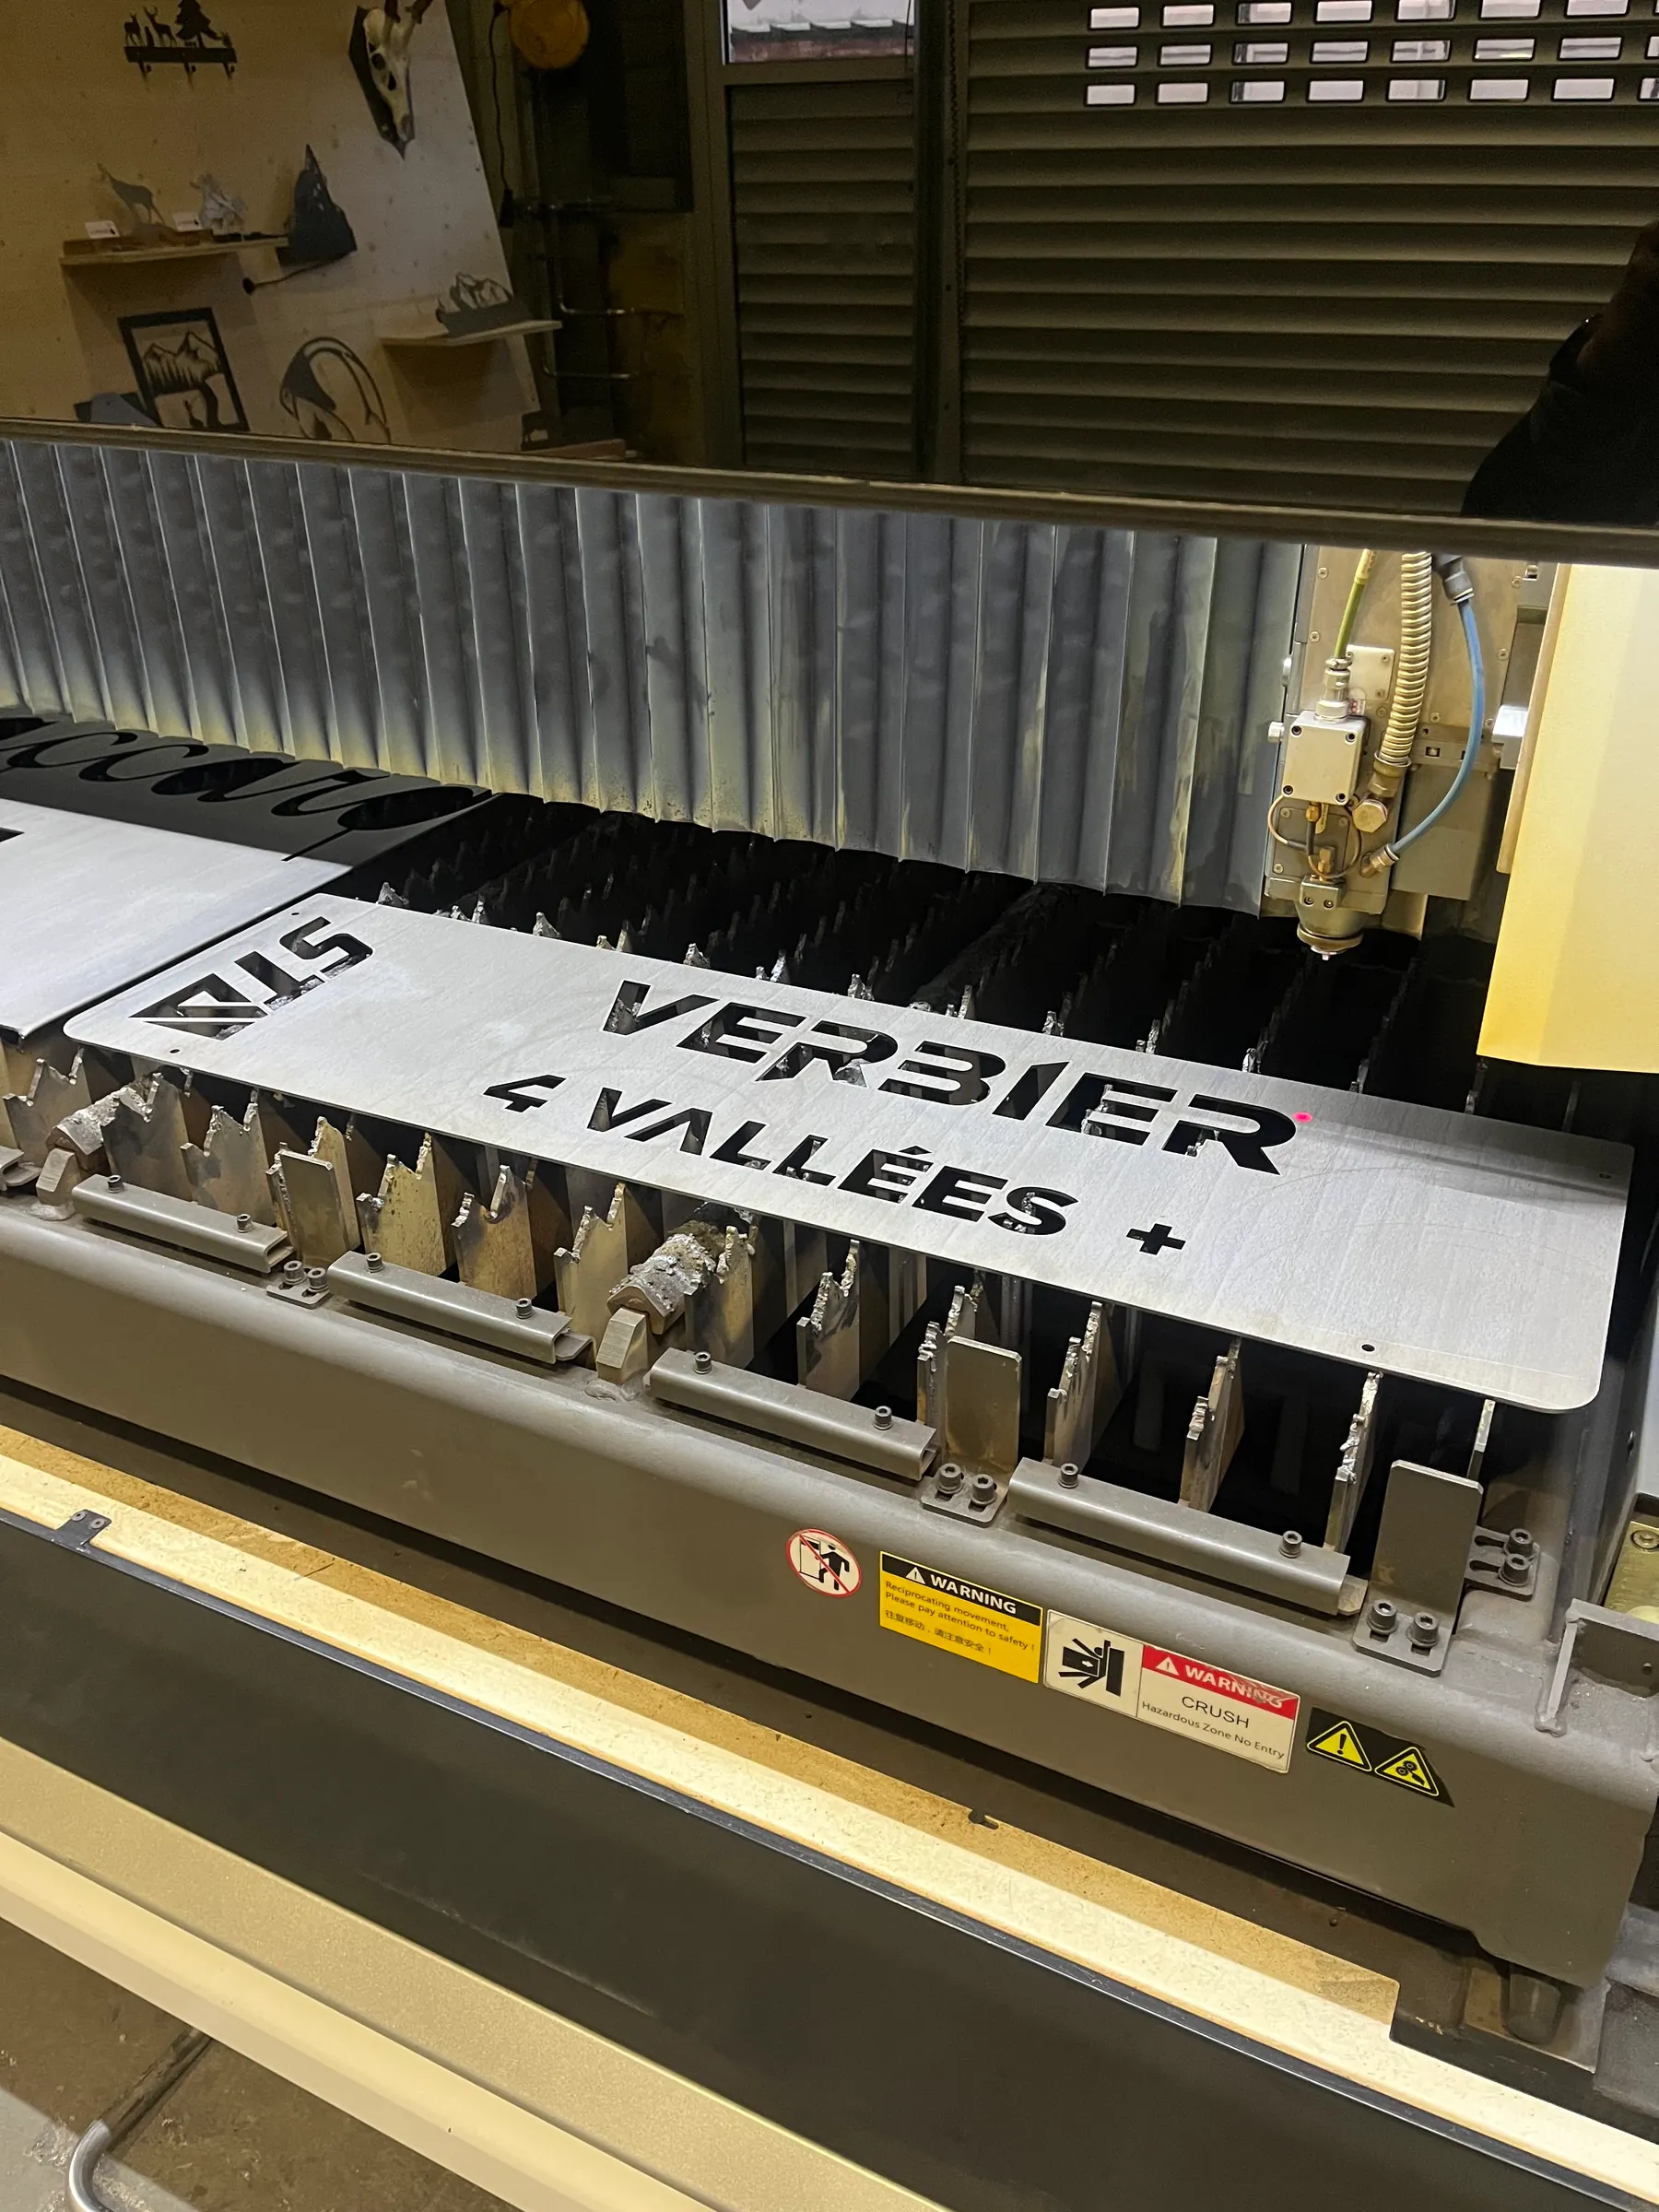 VERBIER
4 VALLÉES +
WARNING
Reciprocating movement,
Please pay attention to safety !
往复移动，请注意安全！
WARNING
CRUSH
Hazardous Zone No Entry